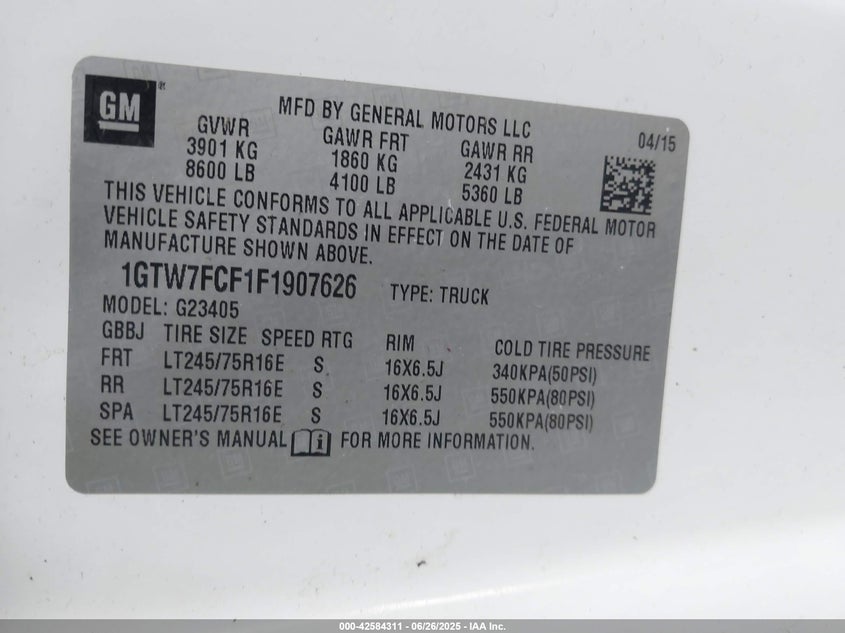 GM
MFD BY GENERAL MOTORS LLC
04/15
GVWR GAWR FRT GAWR RR
3901 KG 1860 KG 2431 KG
8600 LB 4100 LB 5360 LB
THIS VEHICLE CONFORMS TO ALL APPLICABLE U.S. FEDERAL MOTOR
VEHICLE SAFETY STANDARDS IN EFFECT ON THE DATE OF
MANUFACTURE SHOWN ABOVE.
1GTW7FCF1F1907626 TYPE: TRUCK
MODEL: G23405
GBBJ TIRE SIZE SPEED RTG RIM COLD TIRE PRESSURE
FRT LT245/75R16E S 16X6.5J 340KPA(50PSI)
RR LT245/75R16E S 16X6.5J 550KPA(80PSI)
SPA LT245/75R16E S 16X6.5J 550KPA(80PSI)
SEE OWNER'S MANUAL FOR MORE INFORMATION.
000-42584311 - 06/26/2025 - IAA Inc.